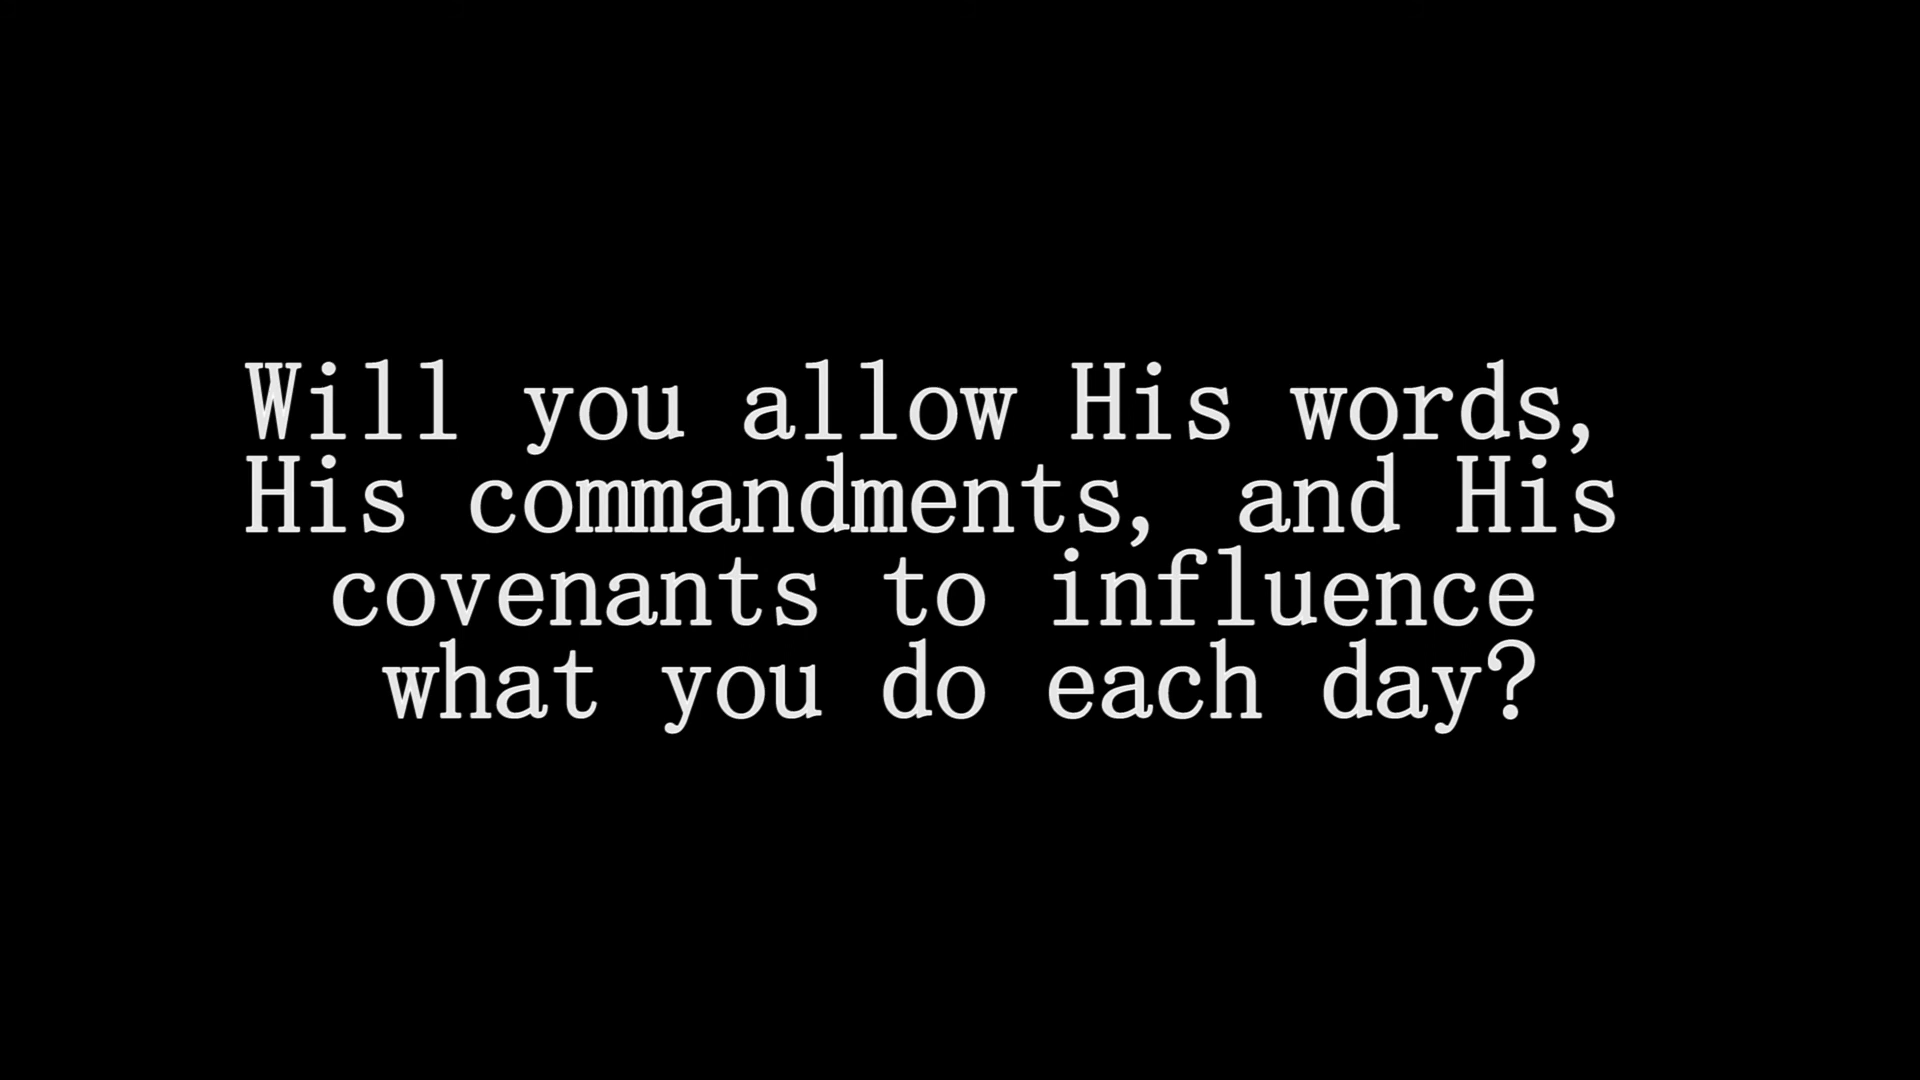 Will you allow His words,
His commandments, and His
covenants to influence
what you do each day?